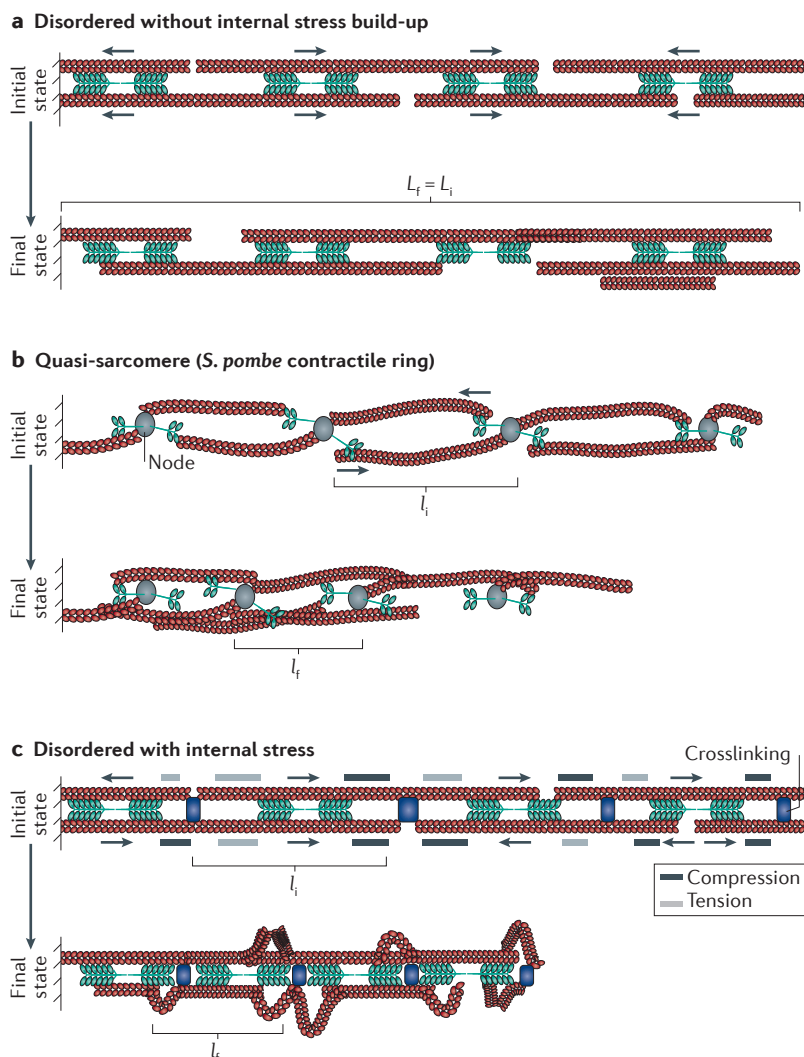 a Disordered without internal stress build-up
Initial
state
L_f = L_i
Final
state
b Quasi-sarcomere (S. pombe contractile ring)
Initial
state
Node
l_i
Final
state
l_f
c Disordered with internal stress
Crosslinking
Initial
state
l_i
Compression
Tension
Final
state
l_f